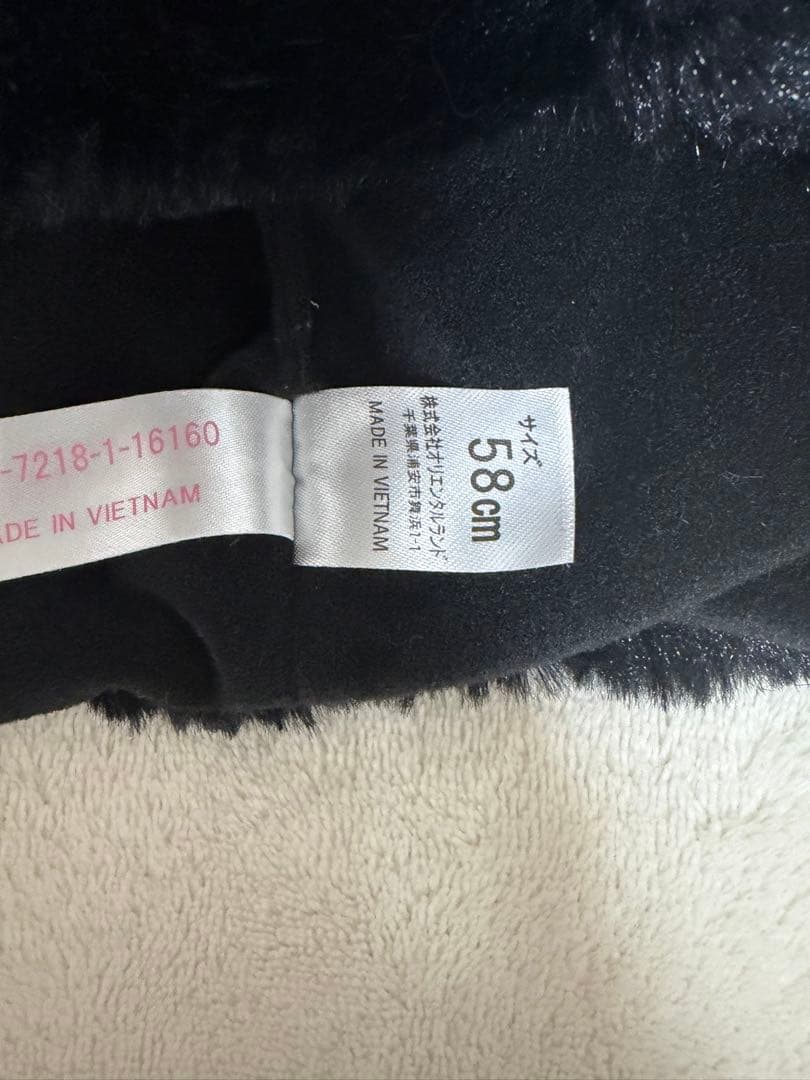 -7218-1-16160
ADE IN VIETNAM
サイズ
58cm
株式会社オリエンタルランド
千葉県浦安市舞浜1-1
MADE IN VIETNAM